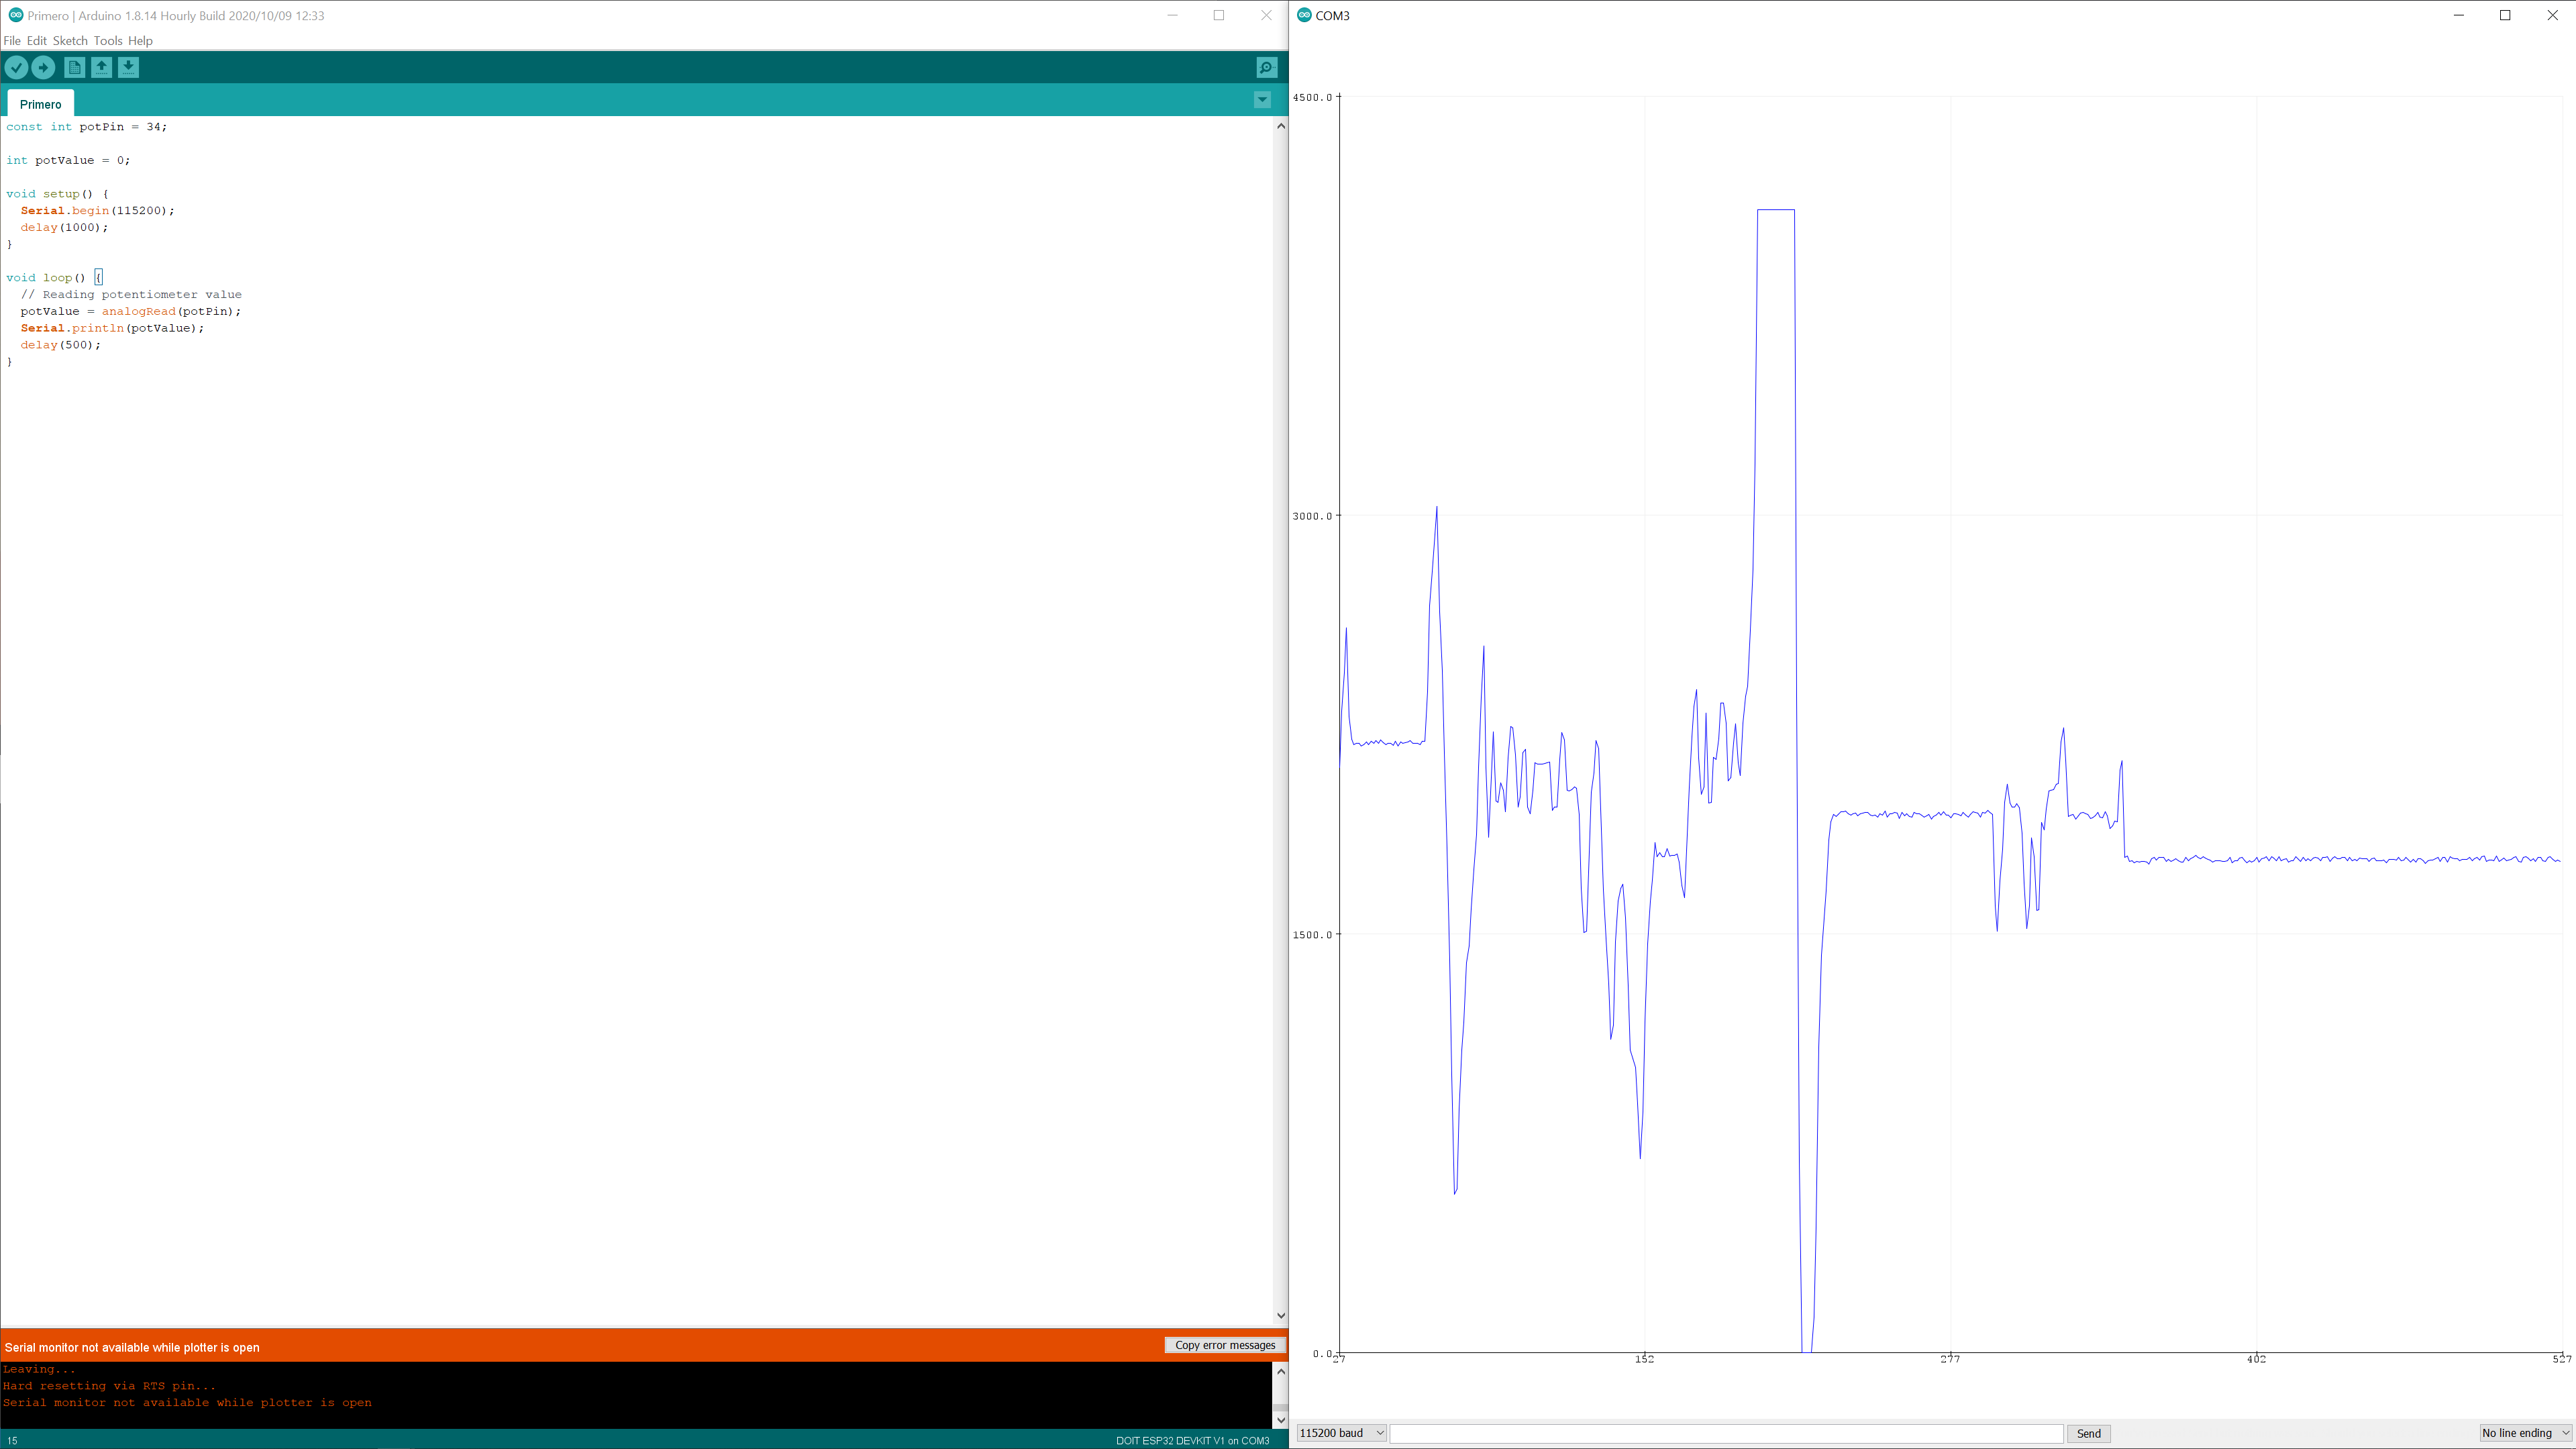 Primero | Arduino 1.8.14 Hourly Build 2020/10/09 12:33
File Edit Sketch Tools Help
Primero
const int potPin = 34;
int potValue = 0;
void setup() {
  Serial.begin(115200);
  delay(1000);
}
void loop() {
  // Reading potentiometer value
  potValue = analogRead(potPin);
  Serial.println(potValue);
  delay(500);
}
Serial monitor not available while plotter is open
Copy error messages
Leaving...
Hard resetting via RTS pin...
Serial monitor not available while plotter is open
15
DOIT ESP32 DEVKIT V1 on COM3
COM3
4500.0
3000.0
1500.0
0.0
27 152 277 402 527
115200 baud
Send
No line ending